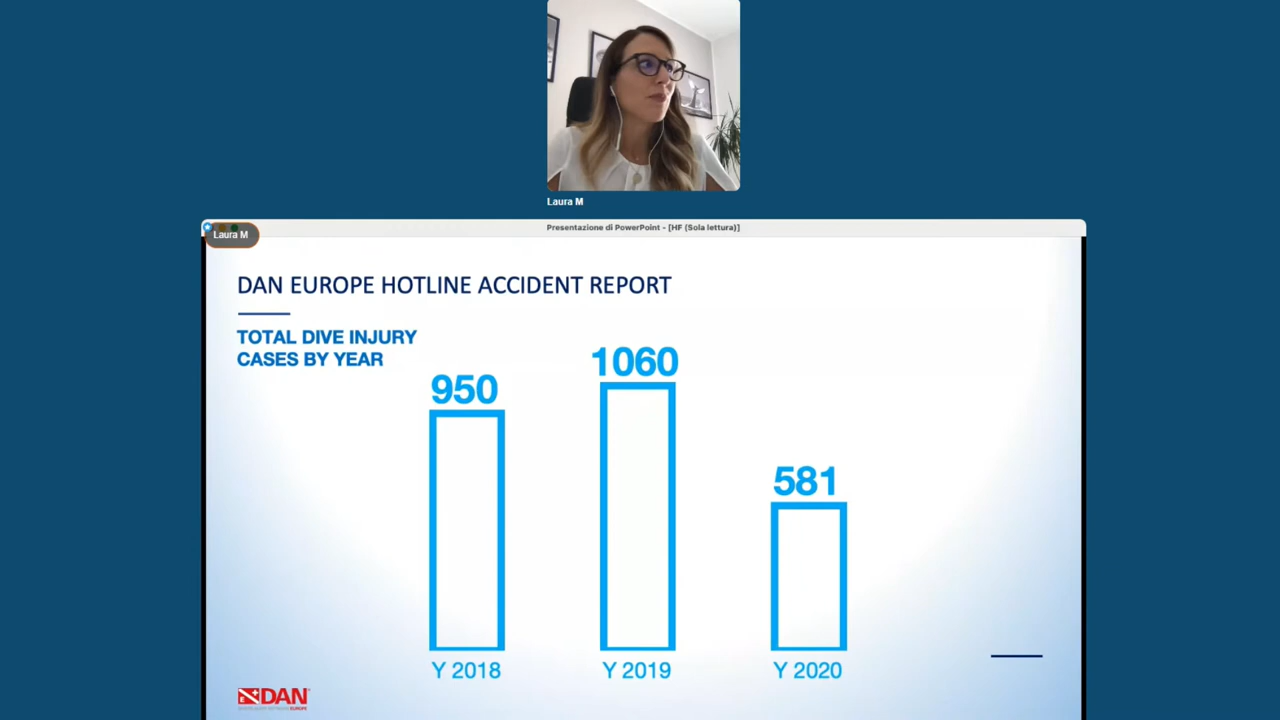 Laura M
Presentazione di PowerPoint - [HF (Sola lettura)]
Laura M
DAN EUROPE HOTLINE ACCIDENT REPORT
TOTAL DIVE INJURY
CASES BY YEAR
950
1060
581
Y 2018
Y 2019
Y 2020
DAN